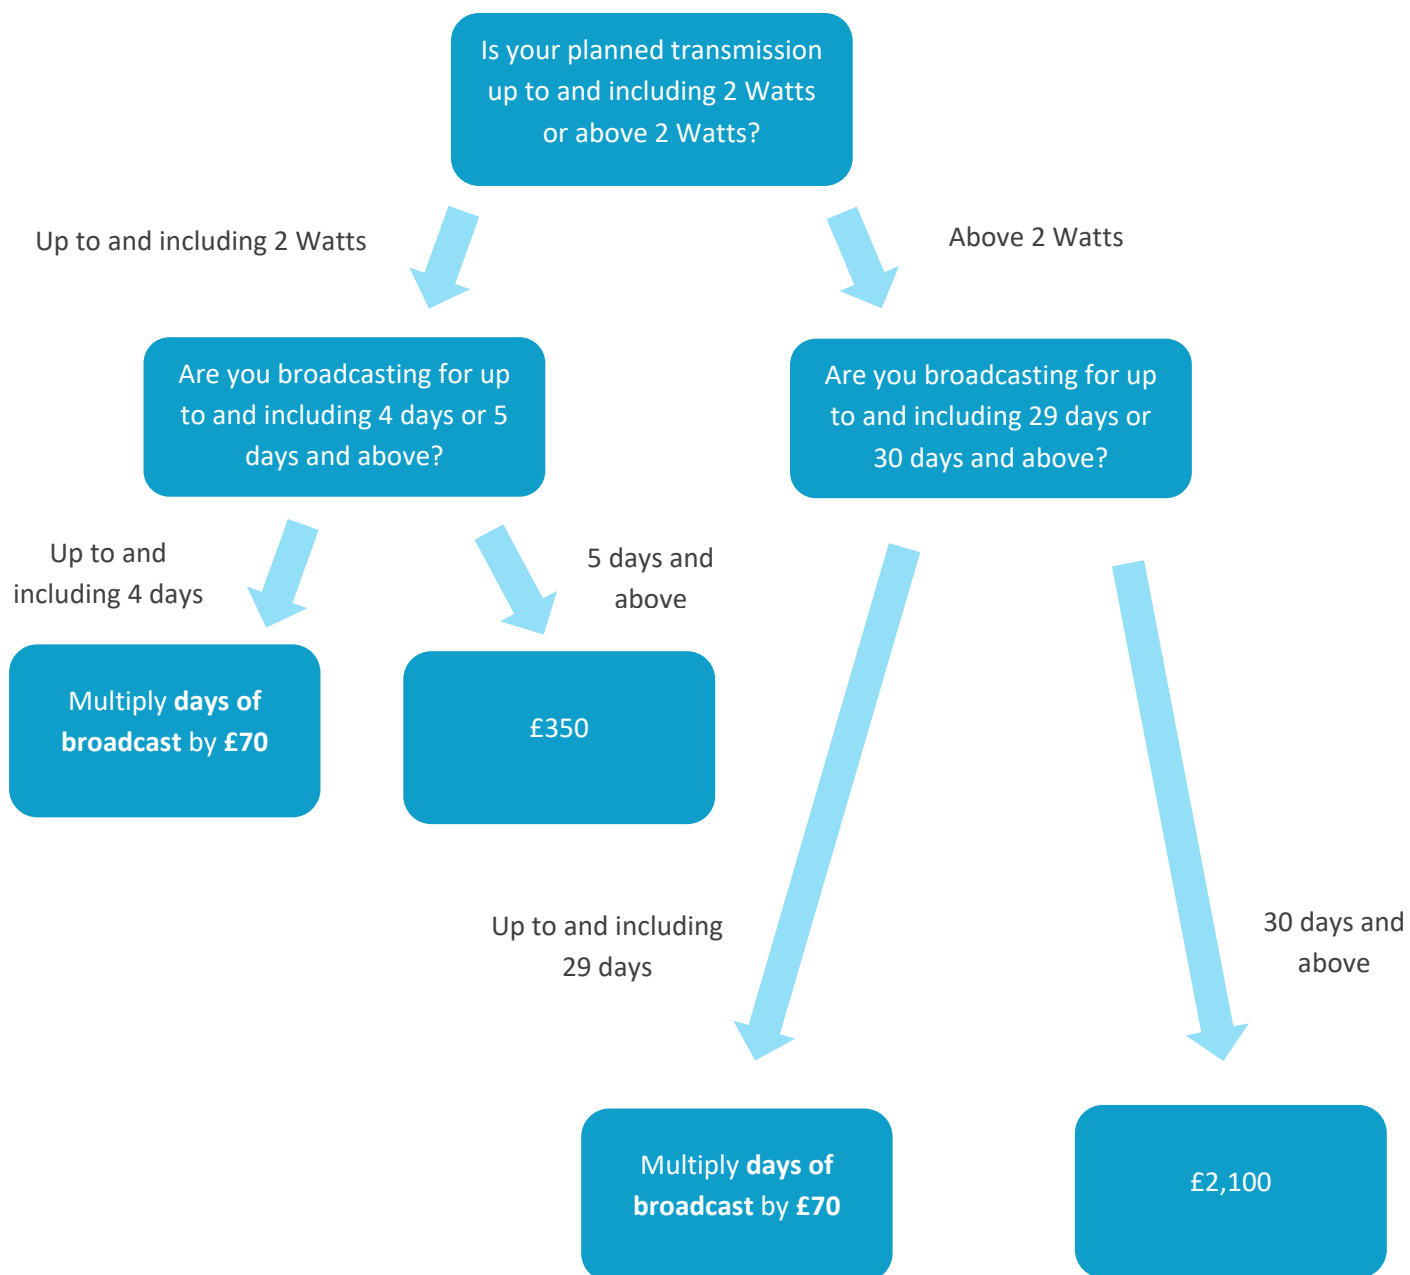 Is your planned transmission
up to and including 2 Watts
or above 2 Watts?
Up to and including 2 Watts
Above 2 Watts
Are you broadcasting for up
to and including 4 days or 5
days and above?
Are you broadcasting for up
to and including 29 days or
30 days and above?
Up to and
including 4 days
5 days and
above
Multiply days of
broadcast by £70
£350
Up to and including
29 days
30 days and
above
Multiply days of
broadcast by £70
£2,100